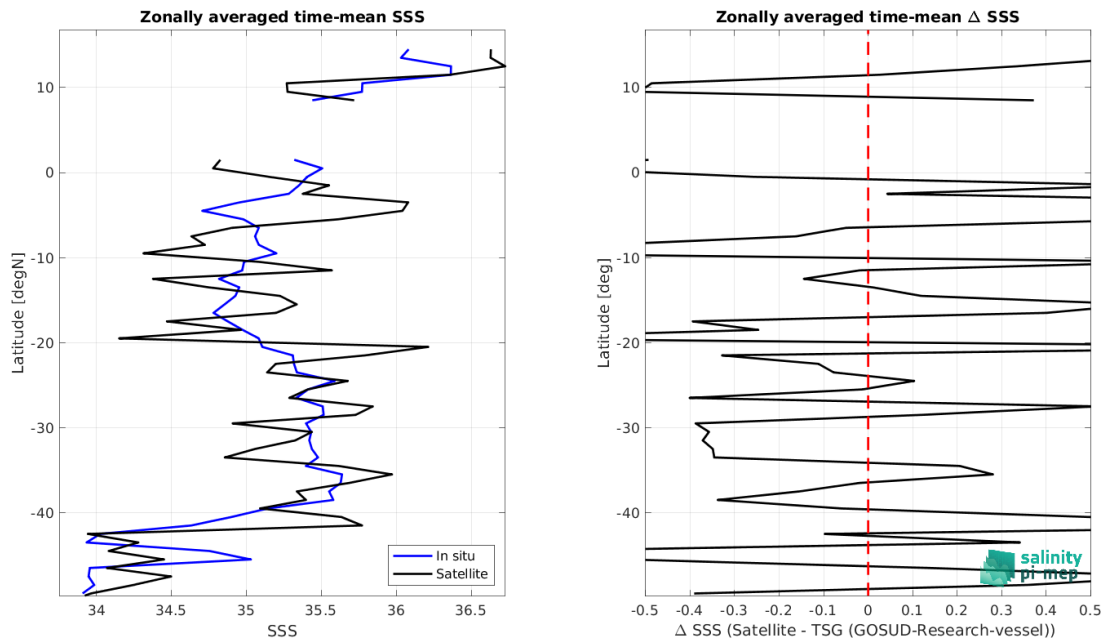 Zonally averaged time-mean SSS
10
0
-10
-20
-30
-40
Latitude [degN]
34
34.5
35
35.5
36
36.5
SSS
In situ
Satellite
Zonally averaged time-mean Δ SSS
10
0
-10
-20
-30
-40
Latitude [deg]
-0.5
-0.4
-0.3
-0.2
-0.1
0
0.1
0.2
0.3
0.4
0.5
Δ SSS (Satellite - TSG (GOSUD-Research-vessel))
salinity
pi-mep